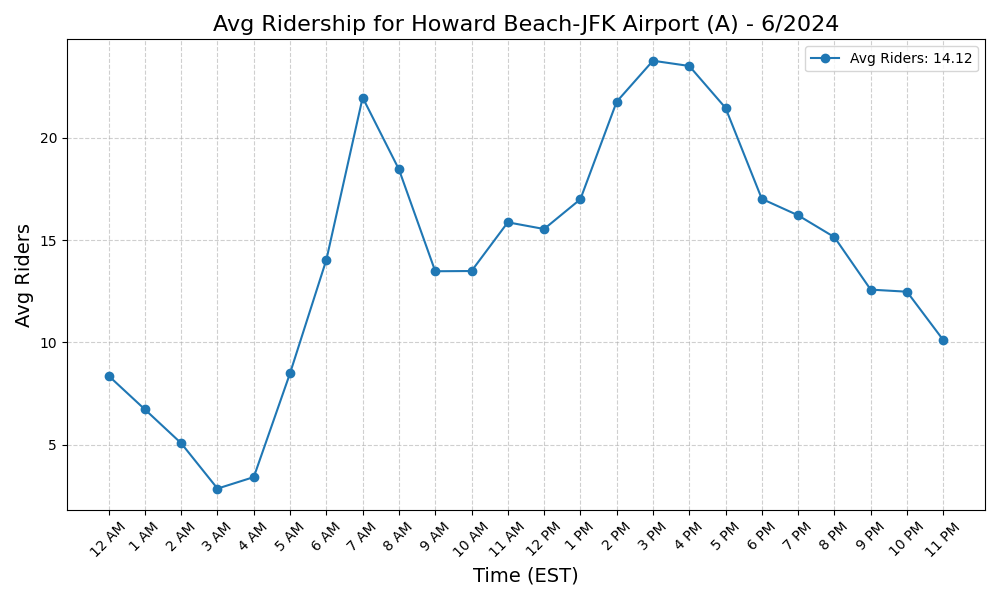 Avg Ridership for Howard Beach-JFK Airport (A) - 6/2024
Avg Riders: 14.12
Avg Riders
20
15
10
5
12 AM
1 AM
2 AM
3 AM
4 AM
5 AM
6 AM
7 AM
8 AM
9 AM
10 AM
11 AM
12 PM
1 PM
2 PM
3 PM
4 PM
5 PM
6 PM
7 PM
8 PM
9 PM
10 PM
11 PM
Time (EST)